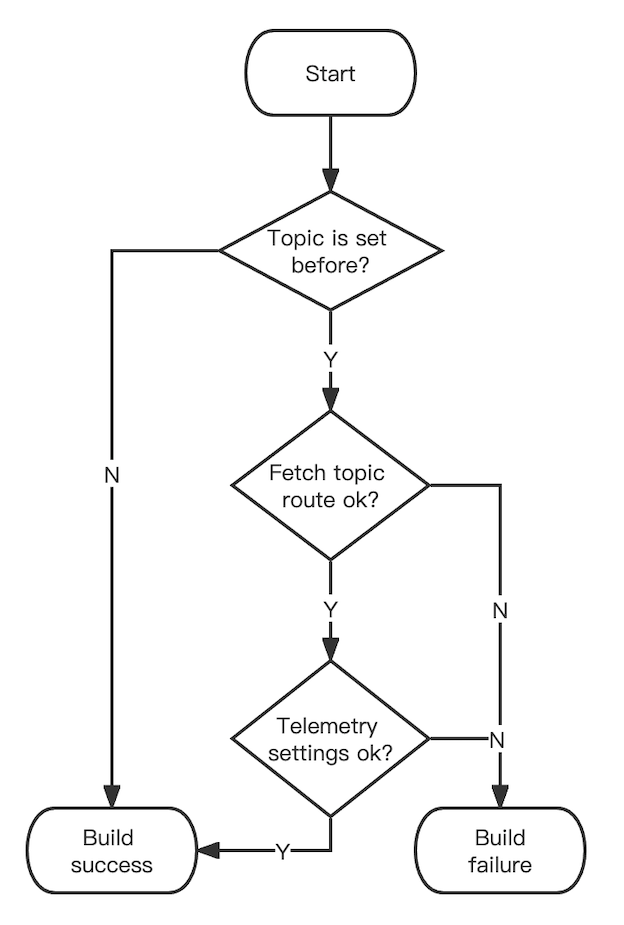 Start
Topic is set
before?
Y
N
Fetch topic
route ok?
Y
N
Telemetry
settings ok?
N
Build
success
Y
Build
failure